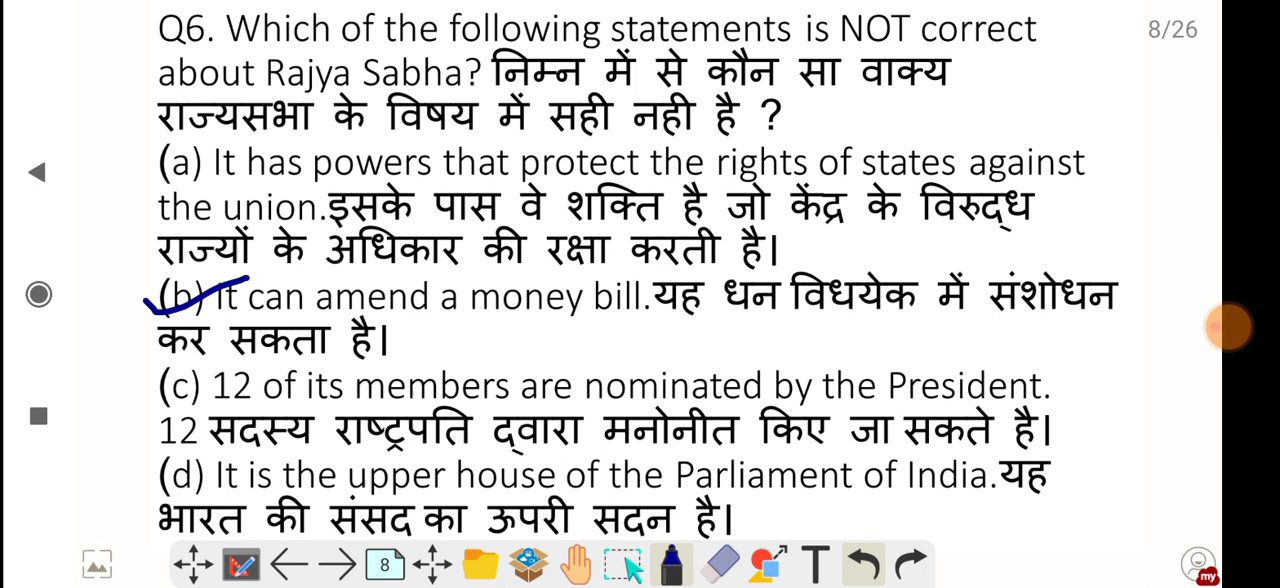 Q6. Which of the following statements is NOT correct
8/26
about Rajya Sabha? निम्न में से कौन सा वाक्य
राज्यसभा के विषय में सही नही है ?
(a) It has powers that protect the rights of states against
the union.इसके पास वे शक्ति है जो केंद्र के विरुद्ध
राज्यों के अधिकार की रक्षा करती है।
(b) It can amend a money bill.यह धन विधयेक में संशोधन
कर सकता है।
(c) 12 of its members are nominated by the President.
12 सदस्य राष्ट्रपति द्वारा मनोनीत किए जा सकते है।
(d) It is the upper house of the Parliament of India.यह
भारत की संसद का ऊपरी सदन है।
8
T
my